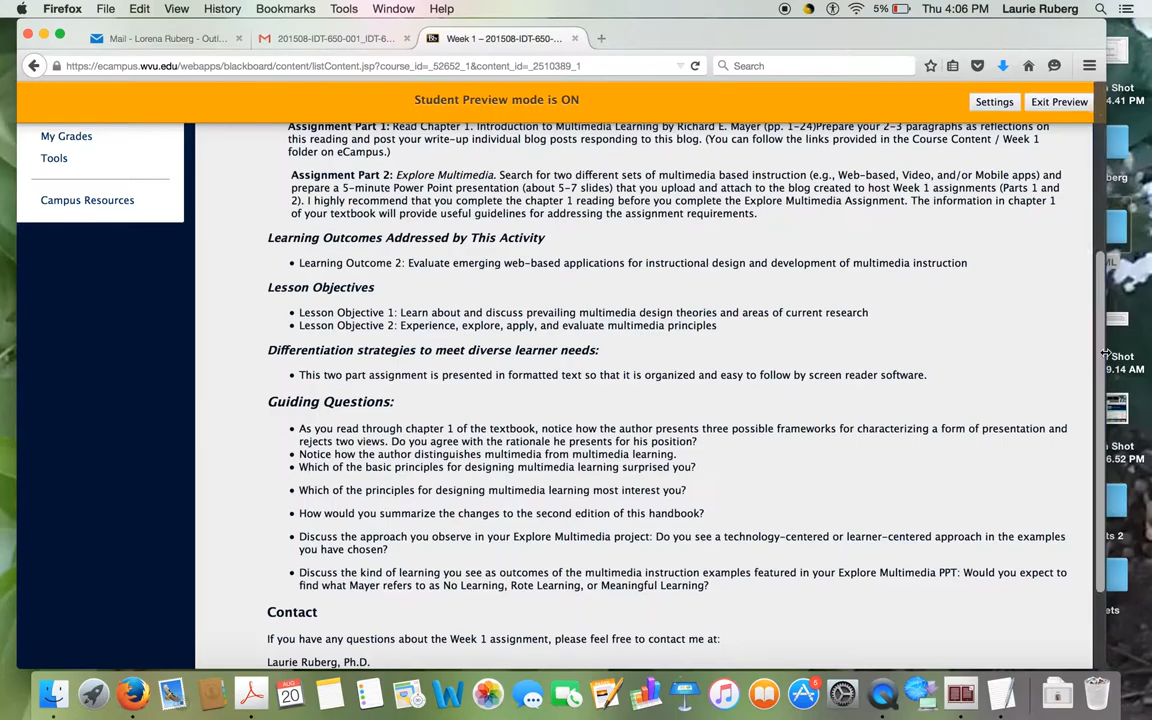 Firefox File Edit View History Bookmarks Tools Window Help 5% Thu 4:06 PM Laurie Ruberg
Mail - Lorena Ruberg - Outl... × 201508-IDT-650-001_IDT-6... × Week 1 – 201508-IDT-650-... × +
https://ecampus.wvu.edu/webapps/blackboard/content/listContent.jsp?course_id=_52652_1&content_id=_2510389_1 Search
Student Preview mode is ON Settings Exit Preview
My Grades
Tools
Campus Resources
Assignment Part 1: Read Chapter 1. Introduction to Multimedia Learning by Richard E. Mayer (pp. 1-24)Prepare your 2-3 paragraphs as reflections on
this reading and post your write-up individual blog posts responding to this blog. (You can follow the links provided in the Course Content / Week 1
folder on eCampus.)
Assignment Part 2: Explore Multimedia. Search for two different sets of multimedia based instruction (e.g., Web-based, Video, and/or Mobile apps) and
prepare a 5-minute Power Point presentation (about 5-7 slides) that you upload and attach to the blog created to host Week 1 assignments (Parts 1 and
2). I highly recommend that you complete the chapter 1 reading before you complete the Explore Multimedia Assignment. The information in chapter 1
of your textbook will provide useful guidelines for addressing the assignment requirements.
Learning Outcomes Addressed by This Activity
• Learning Outcome 2: Evaluate emerging web-based applications for instructional design and development of multimedia instruction
Lesson Objectives
• Lesson Objective 1: Learn about and discuss prevailing multimedia design theories and areas of current research
• Lesson Objective 2: Experience, explore, apply, and evaluate multimedia principles
Differentiation strategies to meet diverse learner needs:
• This two part assignment is presented in formatted text so that it is organized and easy to follow by screen reader software.
Guiding Questions:
• As you read through chapter 1 of the textbook, notice how the author presents three possible frameworks for characterizing a form of presentation and
rejects two views. Do you agree with the rationale he presents for his position?
• Notice how the author distinguishes multimedia from multimedia learning.
• Which of the basic principles for designing multimedia learning surprised you?
• Which of the principles for designing multimedia learning most interest you?
• How would you summarize the changes to the second edition of this handbook?
• Discuss the approach you observe in your Explore Multimedia project: Do you see a technology-centered or learner-centered approach in the examples
you have chosen?
• Discuss the kind of learning you see as outcomes of the multimedia instruction examples featured in your Explore Multimedia PPT: Would you expect to
find what Mayer refers to as No Learning, Rote Learning, or Meaningful Learning?
Contact
If you have any questions about the Week 1 assignment, please feel free to contact me at:
Laurie Ruberg, Ph.D.
Shot
4.41 PM
berg
Shot
9.14 AM
Shot
6.52 PM
ts 2
ets
AUG
20
5